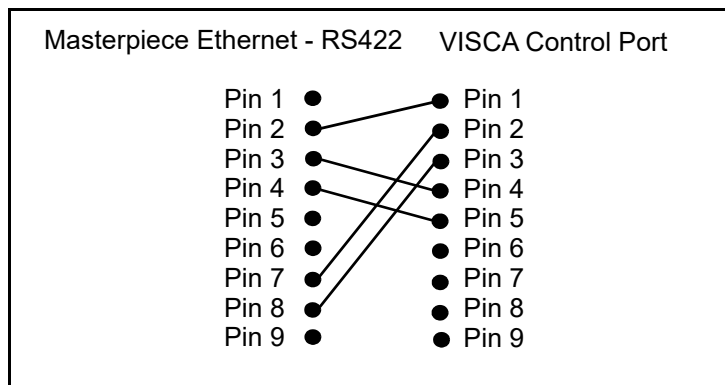 Masterpiece Ethernet - RS422 VISCA Control Port
Pin 1 Pin 1
Pin 2 Pin 2
Pin 3 Pin 3
Pin 4 Pin 4
Pin 5 Pin 5
Pin 6 Pin 6
Pin 7 Pin 7
Pin 8 Pin 8
Pin 9 Pin 9